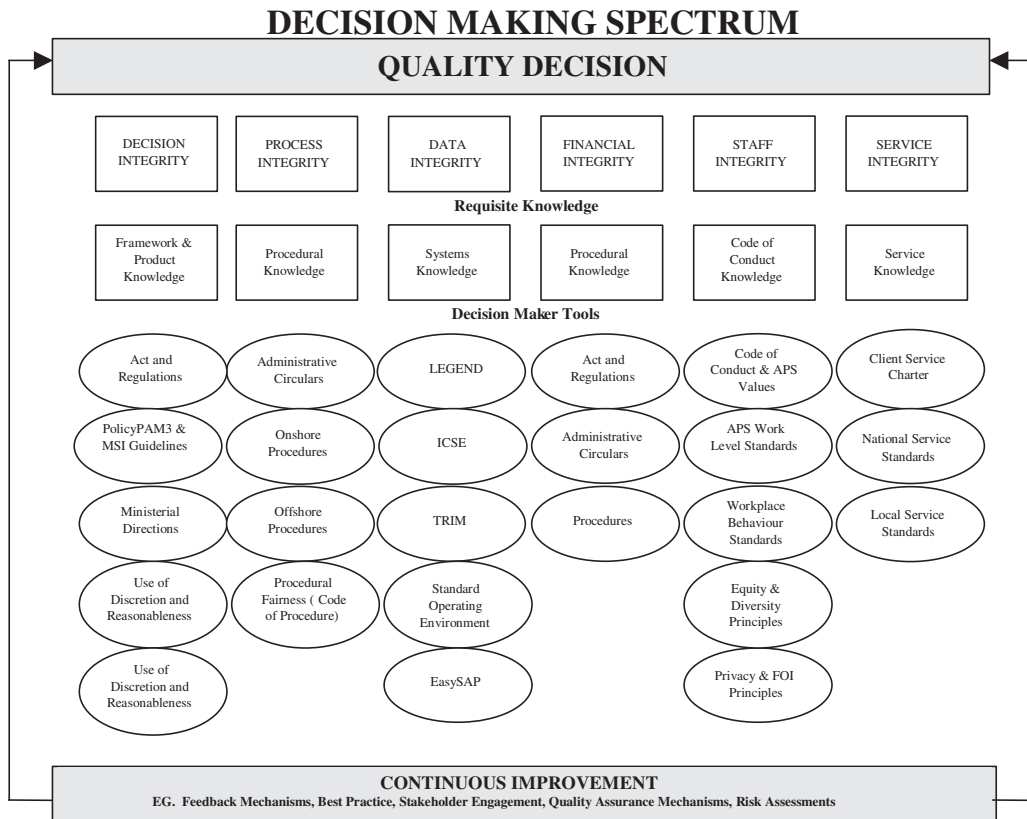 DECISION MAKING SPECTRUM
QUALITY DECISION
DECISION
INTEGRITY
PROCESS
INTEGRITY
DATA
INTEGRITY
FINANCIAL
INTEGRITY
STAFF
INTEGRITY
SERVICE
INTEGRITY
Requisite Knowledge
Framework &
Product
Knowledge
Procedural
Knowledge
Systems
Knowledge
Procedural
Knowledge
Code of
Conduct
Knowledge
Service
Knowledge
Decision Maker Tools
Act and
Regulations
Administrative
Circulars
LEGEND
Act and
Regulations
Code of
Conduct & APS
Values
Client Service
Charter
PolicyPAM3 &
MSI Guidelines
Onshore
Procedures
ICSE
Administrative
Circulars
APS Work
Level Standards
National Service
Standards
Ministerial
Directions
Offshore
Procedures
TRIM
Procedures
Workplace
Behaviour
Standards
Local Service
Standards
Use of
Discretion and
Reasonableness
Procedural
Fairness ( Code
of Procedure)
Standard
Operating
Environment
Equity &
Diversity
Principles
Use of
Discretion and
Reasonableness
EasySAP
Privacy & FOI
Principles
CONTINUOUS IMPROVEMENT
EG. Feedback Mechanisms, Best Practice, Stakeholder Engagement, Quality Assurance Mechanisms, Risk Assessments